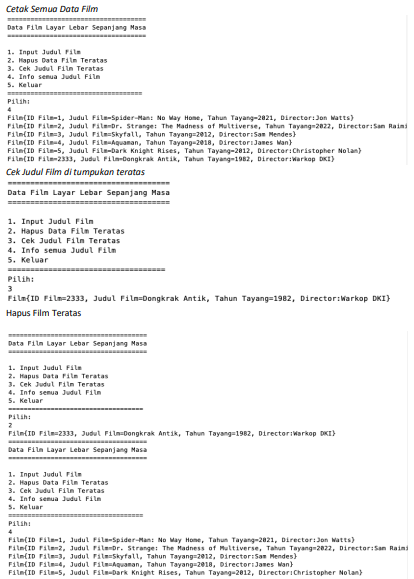 Cetak Semua Data Film
===================================
Data Film Layar Lebar Sepanjang Masa
===================================
1. Input Judul Film
2. Hapus Data Film Teratas
3. Cek Judul Film Teratas
4. Info Semua Judul Film
5. Keluar
===================================
Pilih:
4
Film{ID Film=1, Judul Film=Spider-Man: No Way Home, Tahun Tayang=2021, Director:Jon Watts}
Film{ID Film=2, Judul Film=Dr. Strange: The Madness of Multiverse, Tahun Tayang=2022, Director:Sam Raimi
Film{ID Film=3, Judul Film=Skyfall, Tahun Tayang=2012, Director:Sam Mendes}
Film{ID Film=4, Judul Film=Aquaman, Tahun Tayang=2018, Director:James Wan}
Film{ID Film=5, Judul Film=Dark Knight Rises, Tahun Tayang=2012, Director:Christopher Nolan}
Film{ID Film=2333, Judul Film=Dongkrak Antik, Tahun Tayang=1982, Director:Warkop DKI}
Cek Judul Film di tumpukan teratas
===================================
Data Film Layar Lebar Sepanjang Masa
===================================
1. Input Judul Film
2. Hapus Data Film Teratas
3. Cek Judul Film Teratas
4. Info semua Judul Film
5. Keluar
===================================
Pilih:
3
Film{ID Film=2333, Judul Film=Dongkrak Antik, Tahun Tayang=1982, Director:Warkop DKI}
Hapus Film Teratas
===================================
Data Film Layar Lebar Sepanjang Masa
===================================
1. Input Judul Film
2. Hapus Data Film Teratas
3. Cek Judul Film Teratas
4. Info semua Judul Film
5. Keluar
===================================
Pilih:
2
Film{ID Film=2333, Judul Film=Dongkrak Antik, Tahun Tayang=1982, Director:Warkop DKI}
===================================
Data Film Layar Lebar Sepanjang Masa
===================================
1. Input Judul Film
2. Hapus Data Film Teratas
3. Cek Judul Film Teratas
4. Info semua Judul Film
5. Keluar
===================================
Pilih:
4
Film{ID Film=1, Judul Film=Spider-Man: No Way Home, Tahun Tayang=2021, Director:Jon Watts}
Film{ID Film=2, Judul Film=Dr. Strange: The Madness of Multiverse, Tahun Tayang=2022, Director:Sam Raimi
Film{ID Film=3, Judul Film=Skyfall, Tahun Tayang=2012, Director:Sam Mendes}
Film{ID Film=4, Judul Film=Aquaman, Tahun Tayang=2018, Director:James Wan}
Film{ID Film=5, Judul Film=Dark Knight Rises, Tahun Tayang=2012, Director:Christopher Nolan}